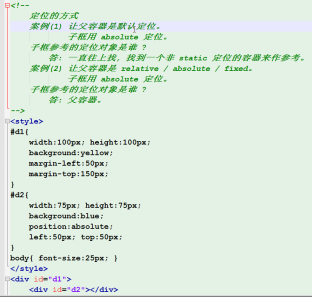 <!--
定位的方式
案例(1) 让父容器是默认定位。
子框用 absolute 定位。
子框参考的定位对象是谁 ?
答: 一直往上找, 找到一个非 static 定位的容器来作参考。
案例(2) 让父容器是 relative / absolute / fixed.
子框用 absolute 定位。
子框参考的定位对象是谁 ?
答: 父容器。
-->
<style>
#d1{
width:100px; height:100px;
background:yellow;
margin-left:50px;
margin-top:150px;
}
#d2{
width:75px; height:75px;
background:blue;
position:absolute;
left:50px; top:50px;
}
body{ font-size:25px; }
</style>
<div id="d1">
<div id="d2"></div>